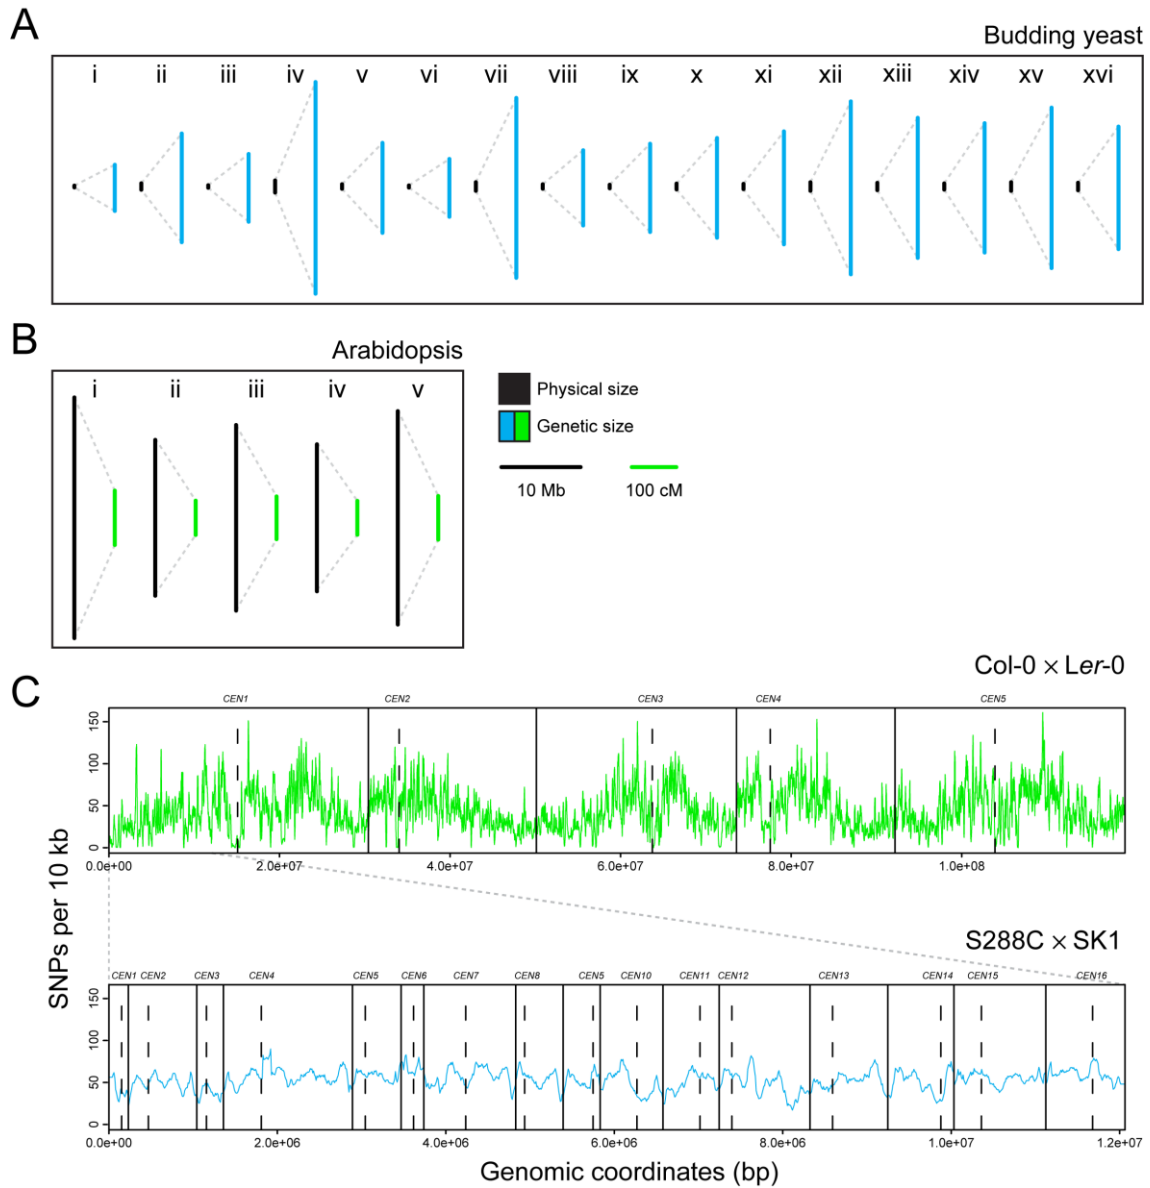 A
Budding yeast
i ii iii iv v vi vii viii ix x xi xii xiii xiv xv xvi
B
Arabidopsis
i ii iii iv v
Physical size
Genetic size
10 Mb 100 cM
C
Col-0 × Ler-0
CEN1 CEN2 CEN3 CEN4 CEN5
150
100
50
0
0.0e+00 2.0e+07 4.0e+07 6.0e+07 8.0e+07 1.0e+08
SNPs per 10 kb
S288C × SK1
CEN1 CEN2 CEN3 CEN4 CEN5 CEN6 CEN7 CEN8 CEN5 CEN10 CEN11 CEN12 CEN13 CEN14 CEN15 CEN16
150
100
50
0
0.0e+00 2.0e+06 4.0e+06 6.0e+06 8.0e+06 1.0e+07 1.2e+07
Genomic coordinates (bp)